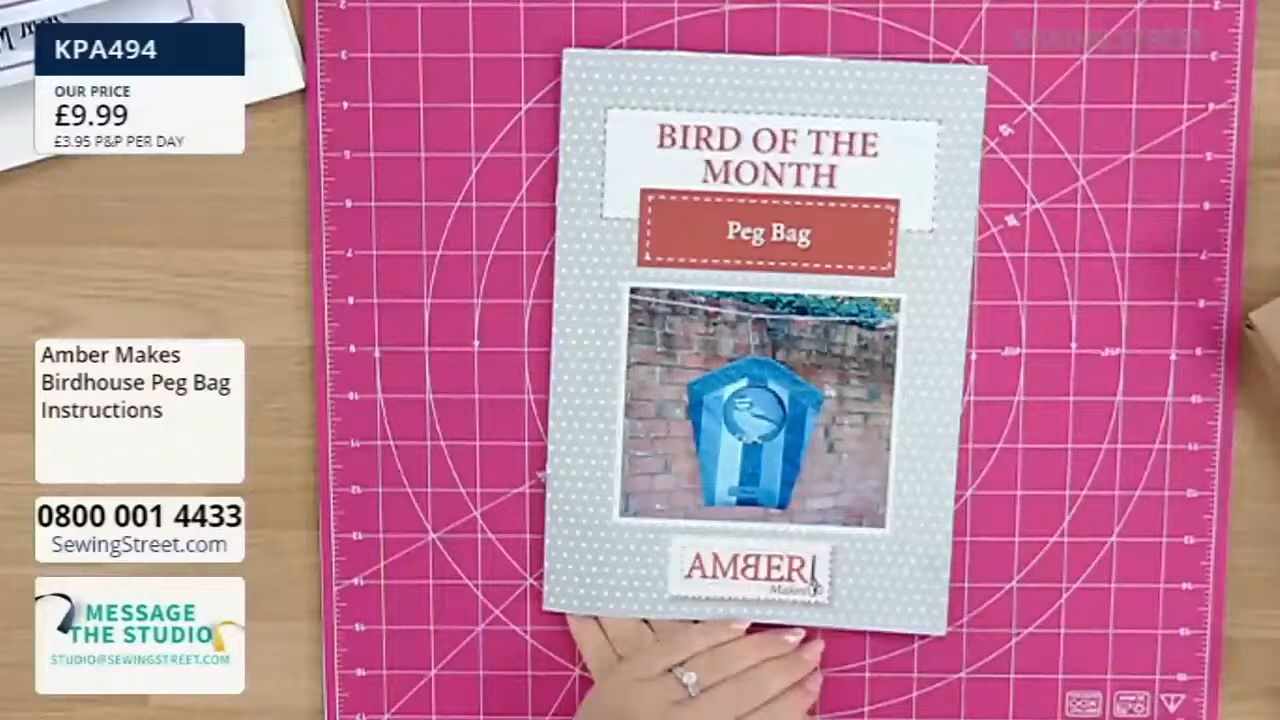 KPA494
OUR PRICE
£9.99
£3.95 P&P PER DAY
Amber Makes
Birdhouse Peg Bag
Instructions
0800 001 4433
SewingStreet.com
MESSAGE
THE STUDIO
STUDIO@SEWINGSTREET.COM
BIRD OF THE
MONTH
Peg Bag
AMBER
Makes